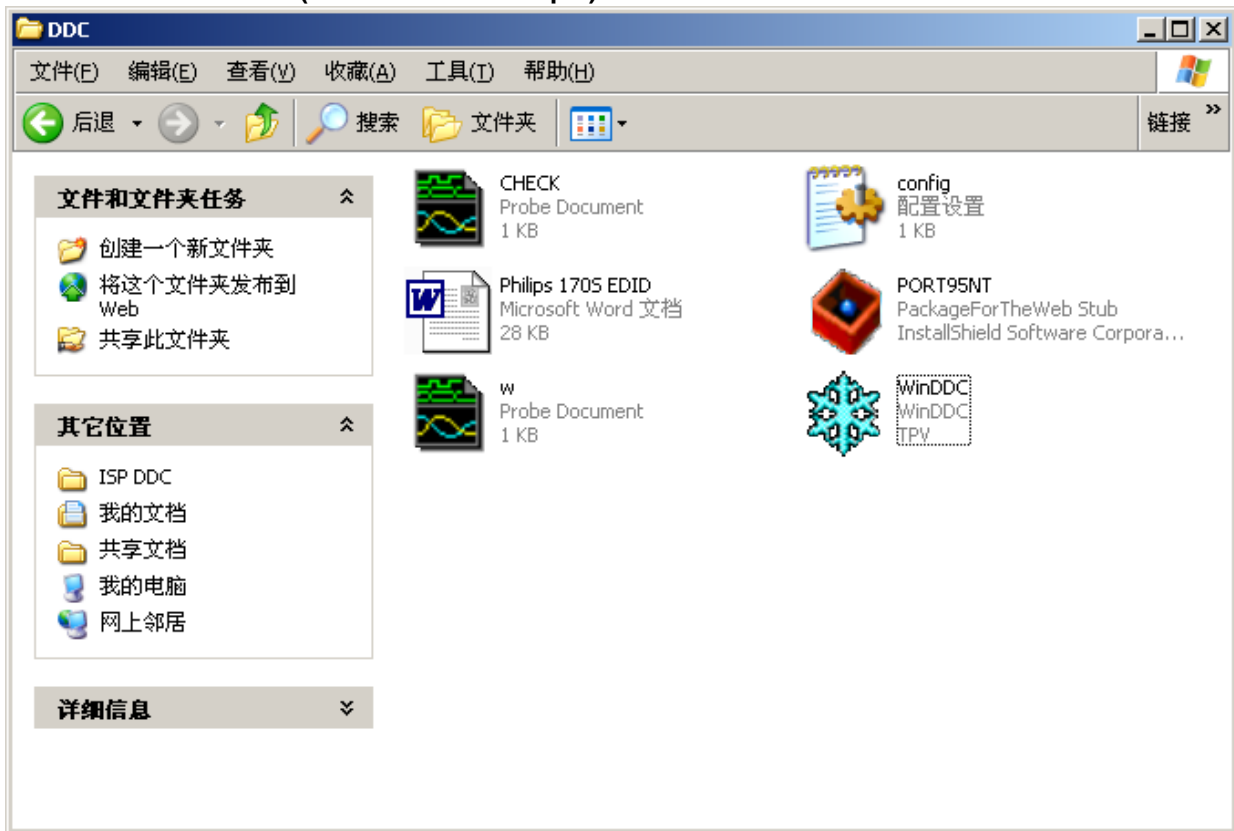 DDC
文件(F) 编辑(E) 查看(V) 收藏(A) 工具(T) 帮助(H)
后退 搜索 文件夹 链接 »
文件和文件夹任务
创建一个新文件夹
将这个文件夹发布到
Web
共享此文件夹
其它位置
ISP DDC
我的文档
共享文档
我的电脑
网上邻居
详细信息
CHECK
Probe Document
1 KB
config
配置设置
1 KB
Philips 170S EDID
Microsoft Word 文档
28 KB
PORT95NT
PackageForTheWeb Stub
InstallShield Software Corpora...
w
Probe Document
1 KB
WinDDC
WinDDC
TPV